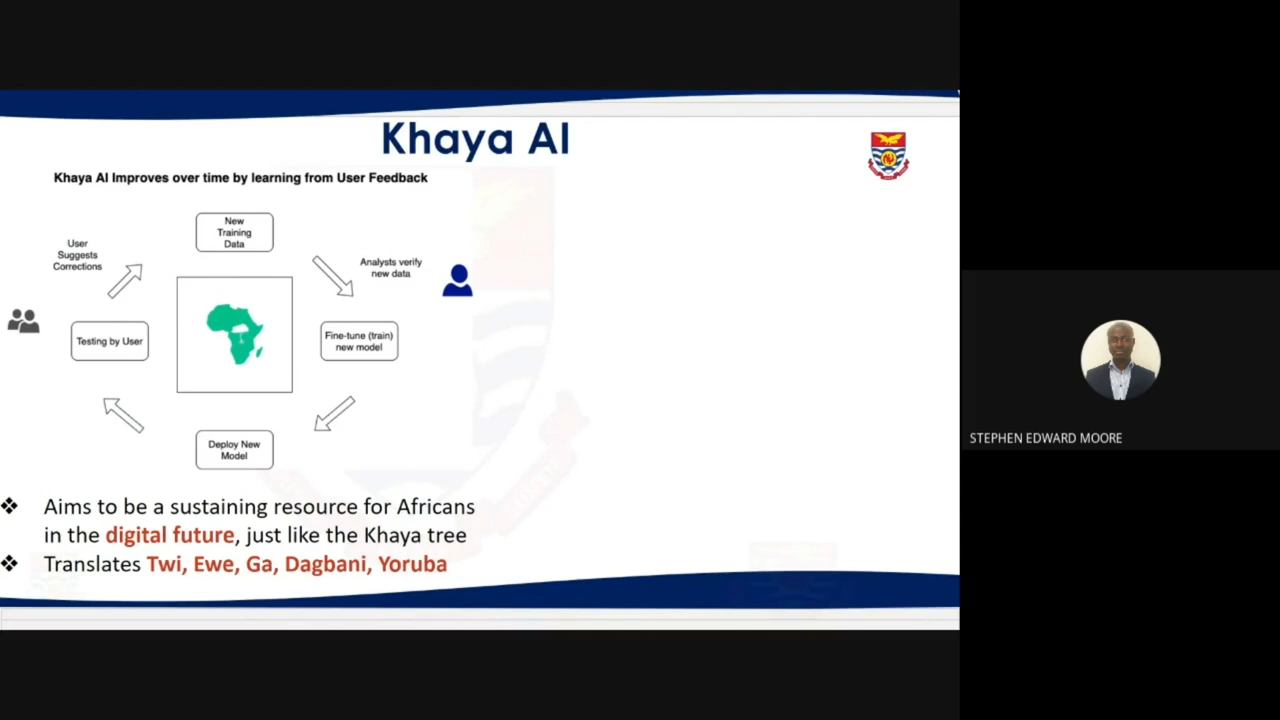 Khaya AI
Khaya AI Improves over time by learning from User Feedback
New
Training
Data
User
Suggests
Corrections
Analysts verify
new data
Testing by User
Fine-tune (train)
new model
Deploy New
Model
❖ Aims to be a sustaining resource for Africans
in the digital future, just like the Khaya tree
❖ Translates Twi, Ewe, Ga, Dagbani, Yoruba
STEPHEN EDWARD MOORE